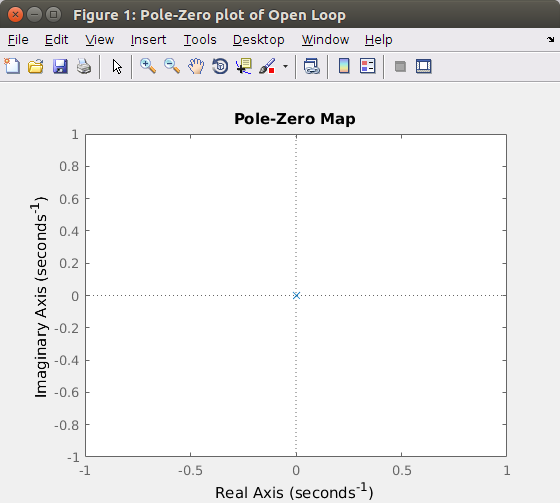 Figure 1: Pole-Zero plot of Open Loop
File Edit View Insert Tools Desktop Window Help
Pole-Zero Map
1
0.8
0.6
0.4
0.2
0
-0.2
-0.4
-0.6
-0.8
-1
Imaginary Axis (seconds⁻¹)
-1 -0.5 0 0.5 1
Real Axis (seconds⁻¹)